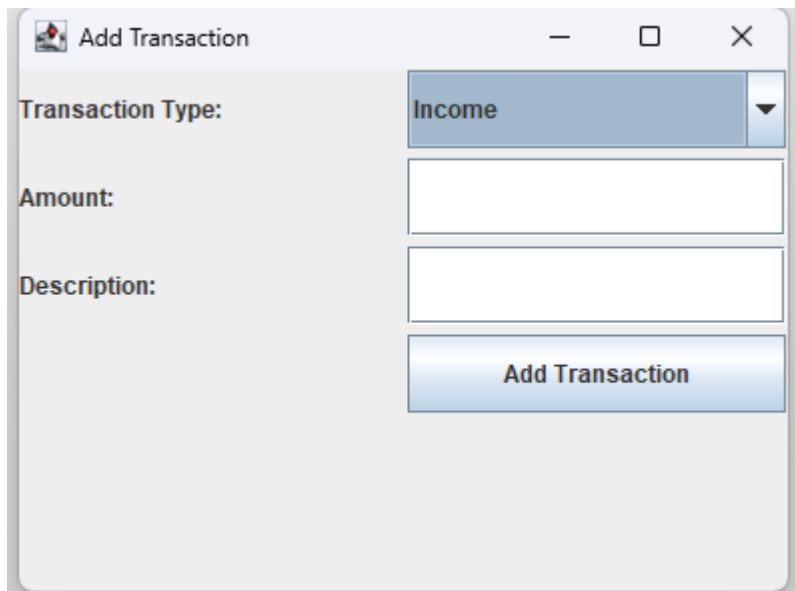 Add Transaction
Transaction Type: Income
Amount:
Description:
Add Transaction